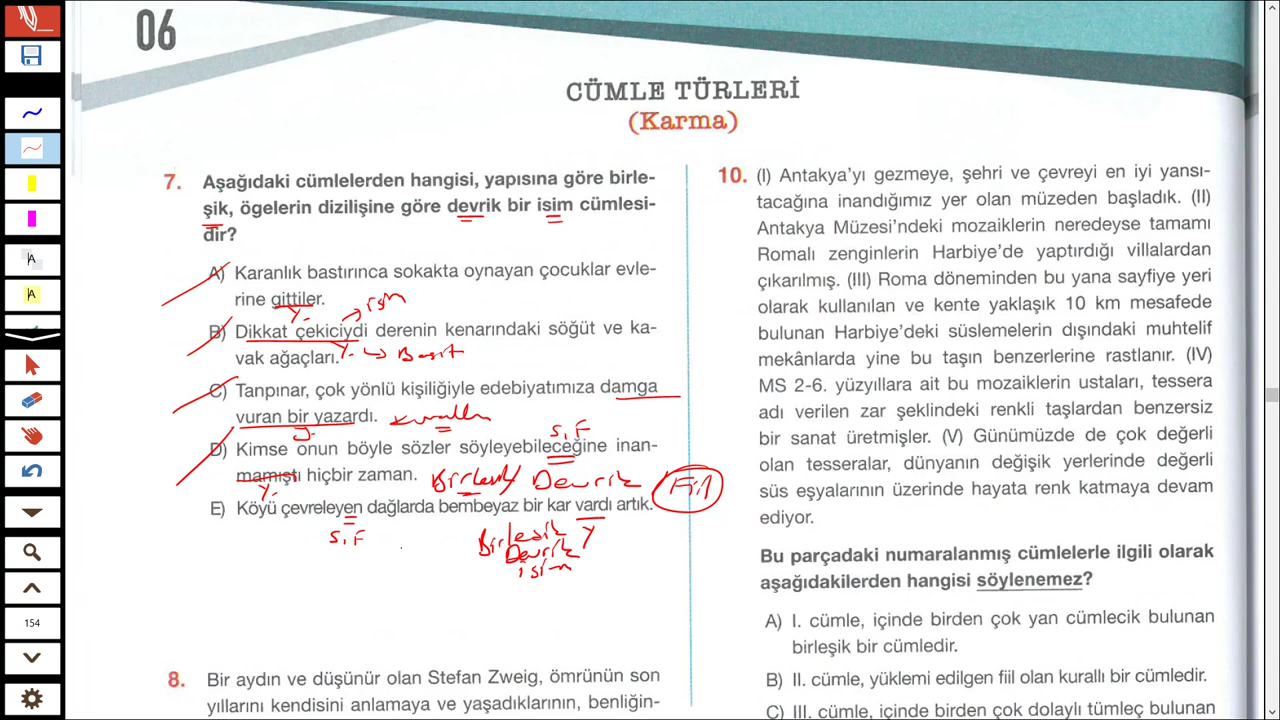 06
CÜMLE TÜRLERİ
(Karma)
7. Aşağıdaki cümlelerden hangisi, yapısına göre birle-
şik, ögelerin dizilişine göre devrik bir isim cümlesi-
dir?
A) Karanlık bastırınca sokakta oynayan çocuklar evle-
rine gittiler.
Y.
isim
B) Dikkat çekiciydi derenin kenarındaki söğüt ve ka-
vak ağaçları.
Y. Basit
C) Tanpınar, çok yönlü kişiliğiyle edebiyatımıza damga
vuran bir yazardı.
kurallı
S.F
D) Kimse onun böyle sözler söyleyebileceğine inan-
mamıştı hiçbir zaman.
Y. Birleşik Devrik Fiil
E) Köyü çevreleyen dağlarda bembeyaz bir kar vardı artık.
S.F
Y
Birleşik
Devrik
isim
8. Bir aydın ve düşünür olan Stefan Zweig, ömrünün son
yıllarını kendisini anlamaya ve yaşadıklarının, benliğin-
10. (I) Antakya’yı gezmeye, şehri ve çevreyi en iyi yansı-
tacağına inandığımız yer olan müzeden başladık. (II)
Antakya Müzesi’ndeki mozaiklerin neredeyse tamamı
Romalı zenginlerin Harbiye’de yaptırdığı villalardan
çıkarılmış. (III) Roma döneminden bu yana sayfiye yeri
olarak kullanılan ve kente yaklaşık 10 km mesafede
bulunan Harbiye’deki süslemelerin dışındaki muhtelif
mekânlarda yine bu taşın benzerlerine rastlanır. (IV)
MS 2-6. yüzyıllara ait bu mozaiklerin ustaları, tessera
adı verilen zar şeklindeki renkli taşlardan benzersiz
bir sanat üretmişler. (V) Günümüzde de çok değerli
olan tesseralar, dünyanın değişik yerlerinde değerli
süs eşyalarının üzerinde hayata renk katmaya devam
ediyor.
Bu parçadaki numaralanmış cümlelerle ilgili olarak
aşağıdakilerden hangisi söylenemez?
A) I. cümle, içinde birden çok yan cümlecik bulunan
birleşik bir cümledir.
B) II. cümle, yüklemi edilgen fiil olan kurallı bir cümledir.
C) III. cümle, içinde birden çok dolaylı tümleç bulunan
A
A
154